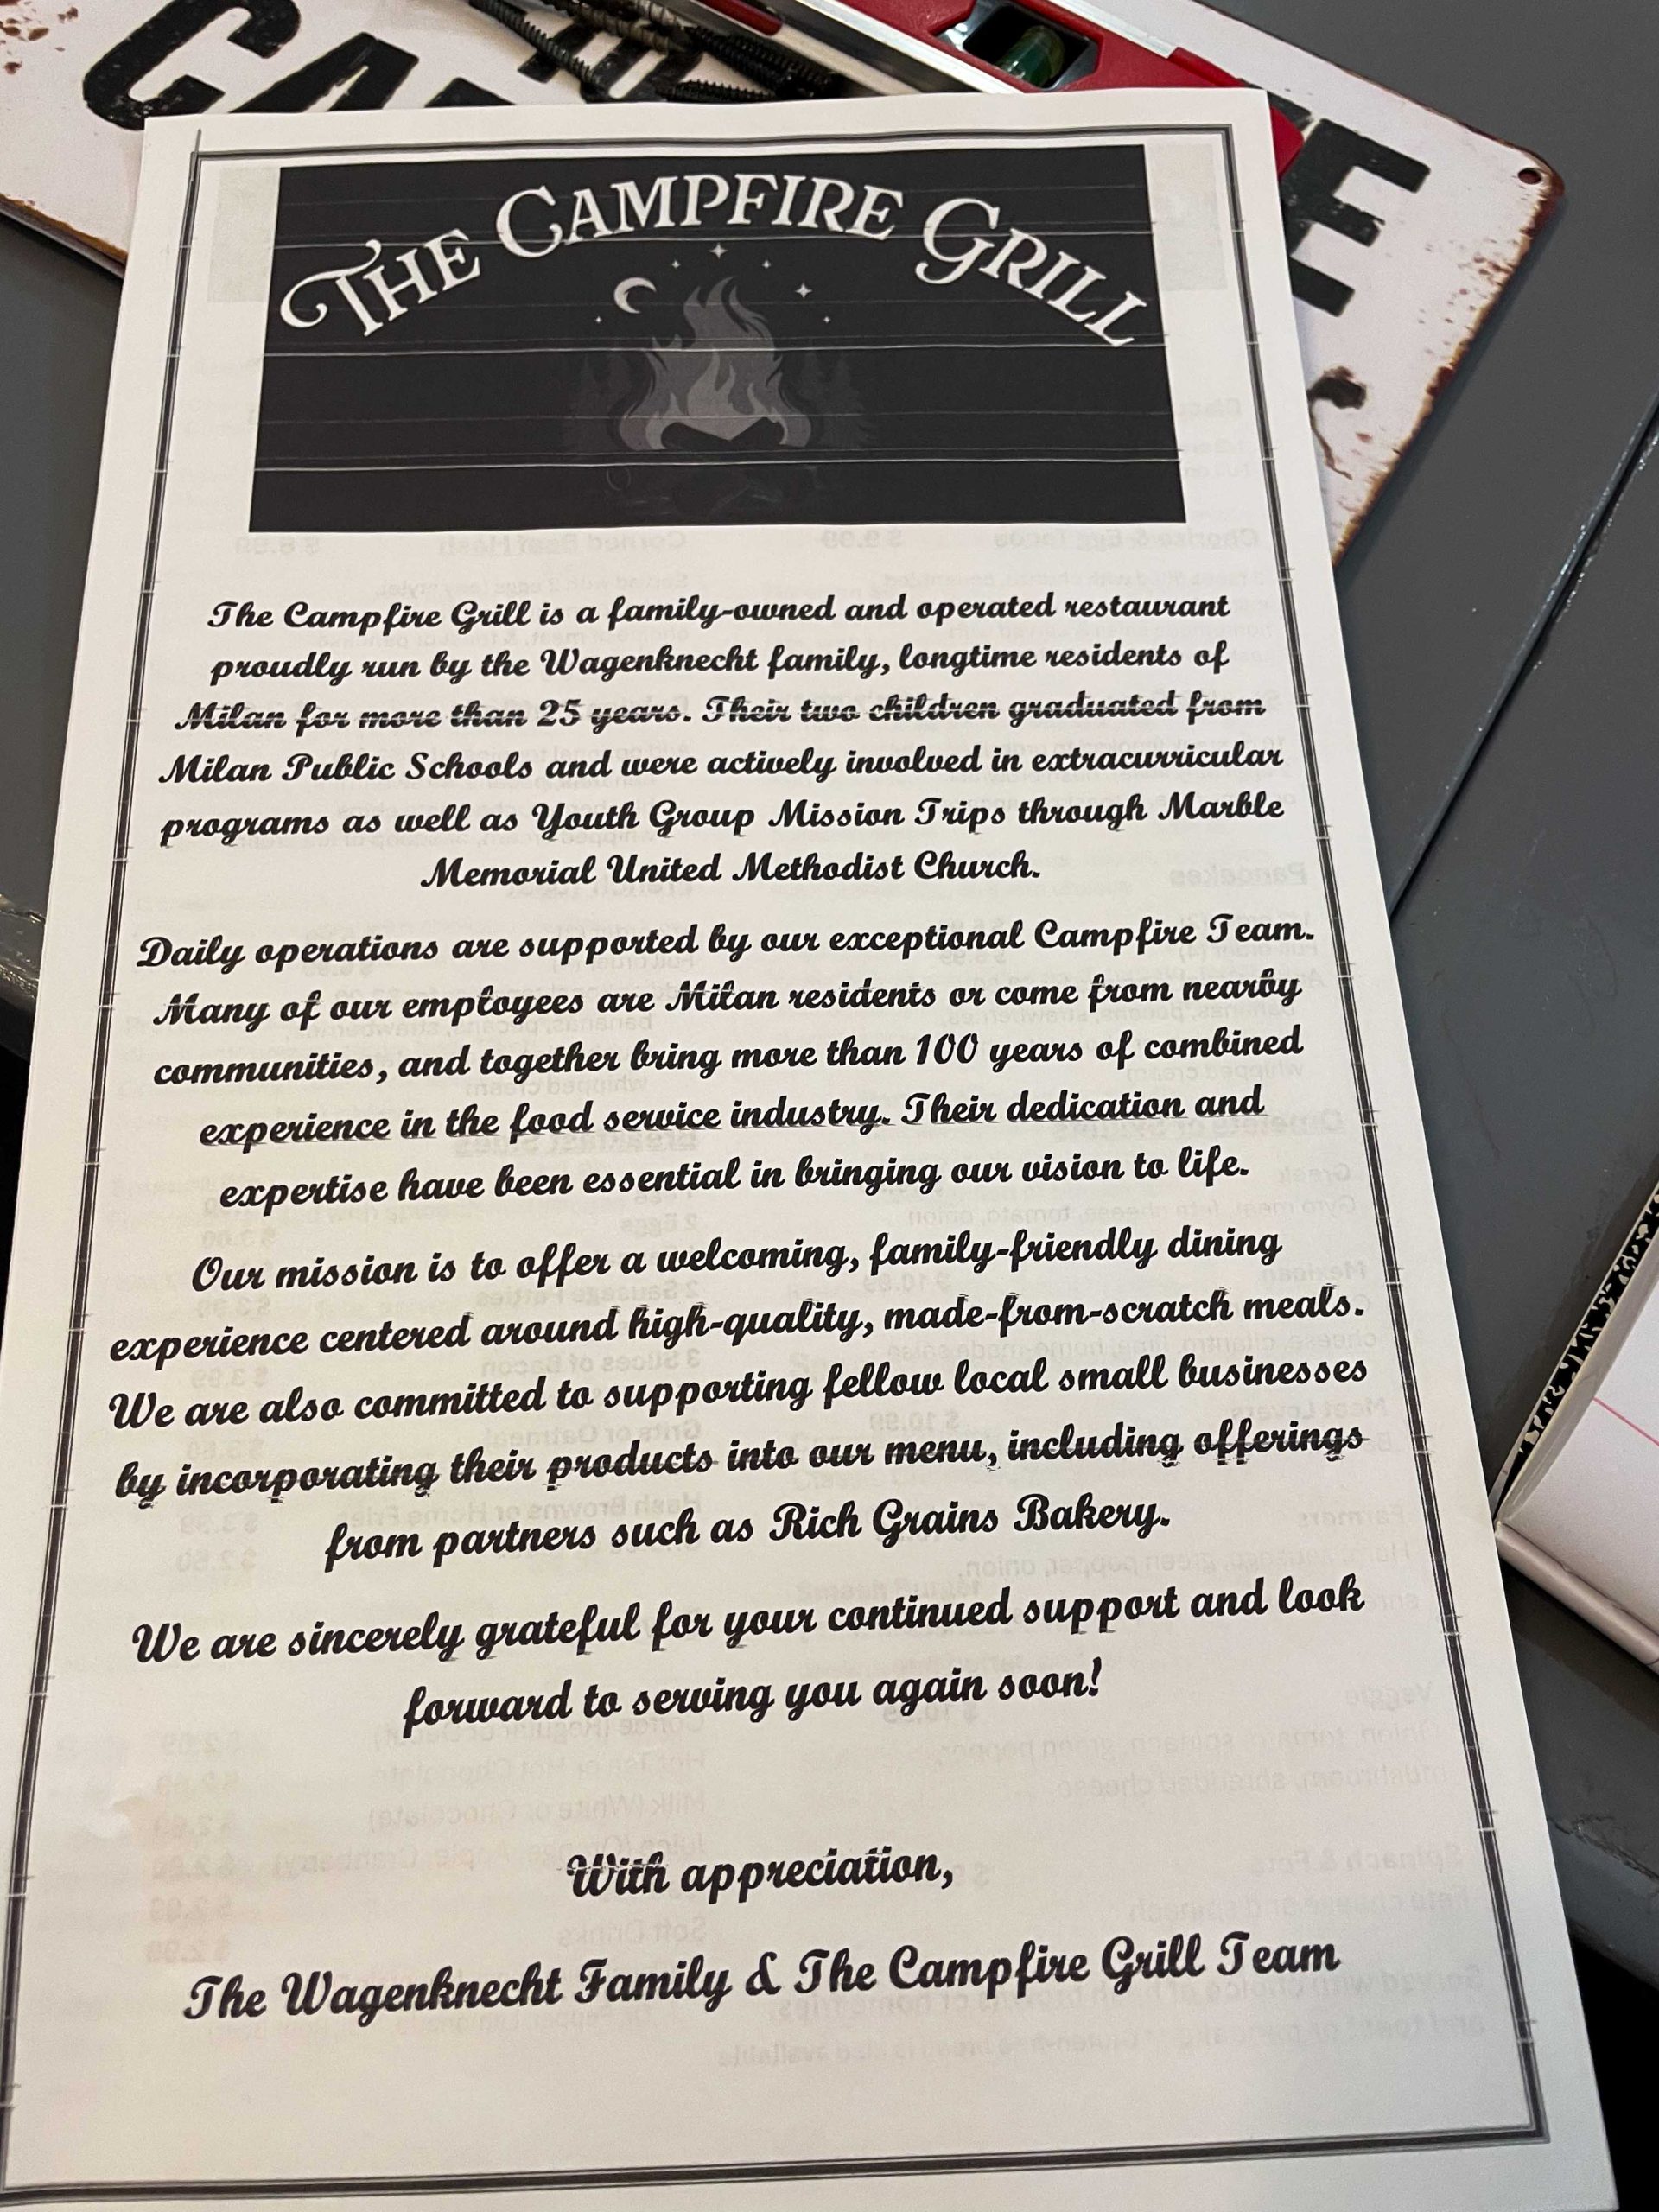 THE CAMPFIRE GRILL
The Campfire Grill is a family-owned and operated restaurant
proudly run by the Wagenknecht family, longtime residents of
Milan for more than 25 years. Their two children graduated from
Milan Public Schools and were actively involved in extracurricular
programs as well as Youth Group Mission Trips through Marble
Memorial United Methodist Church.
Daily operations are supported by our exceptional Campfire Team.
Many of our employees are Milan residents or come from nearby
communities, and together bring more than 100 years of combined
experience in the food service industry. Their dedication and
expertise have been essential in bringing our vision to life.
Our mission is to offer a welcoming, family-friendly dining
experience centered around high-quality, made-from-scratch meals.
We are also committed to supporting fellow local small businesses
by incorporating their products into our menu, including offerings
from partners such as Rich Grains Bakery.
We are sincerely grateful for your continued support and look
forward to serving you again soon!
With appreciation,
The Wagenknecht Family & The Campfire Grill Team